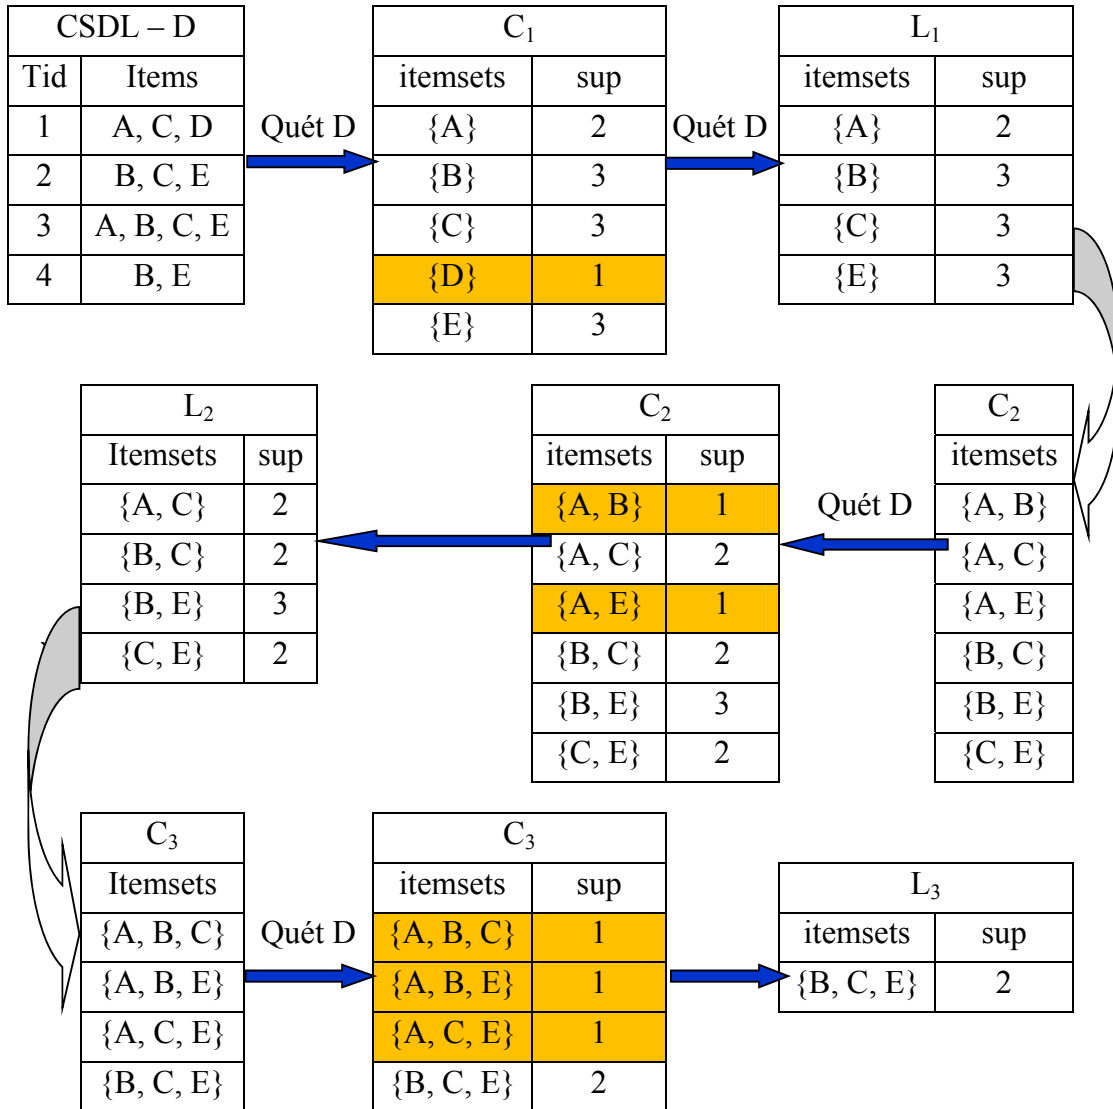 CSDL – D
Tid Items
1 A, C, D
2 B, C, E
3 A, B, C, E
4 B, E
Quét D
C₁
itemsets sup
{A} 2
{B} 3
{C} 3
{D} 1
{E} 3
Quét D
L₁
itemsets sup
{A} 2
{B} 3
{C} 3
{E} 3
L₂
Itemsets sup
{A, C} 2
{B, C} 2
{B, E} 3
{C, E} 2
C₂
itemsets sup
{A, B} 1
{A, C} 2
{A, E} 1
{B, C} 2
{B, E} 3
{C, E} 2
Quét D
C₂
itemsets
{A, B}
{A, C}
{A, E}
{B, C}
{B, E}
{C, E}
C₃
Itemsets
{A, B, C}
{A, B, E}
{A, C, E}
{B, C, E}
Quét D
C₃
itemsets sup
{A, B, C} 1
{A, B, E} 1
{A, C, E} 1
{B, C, E} 2
L₃
itemsets sup
{B, C, E} 2